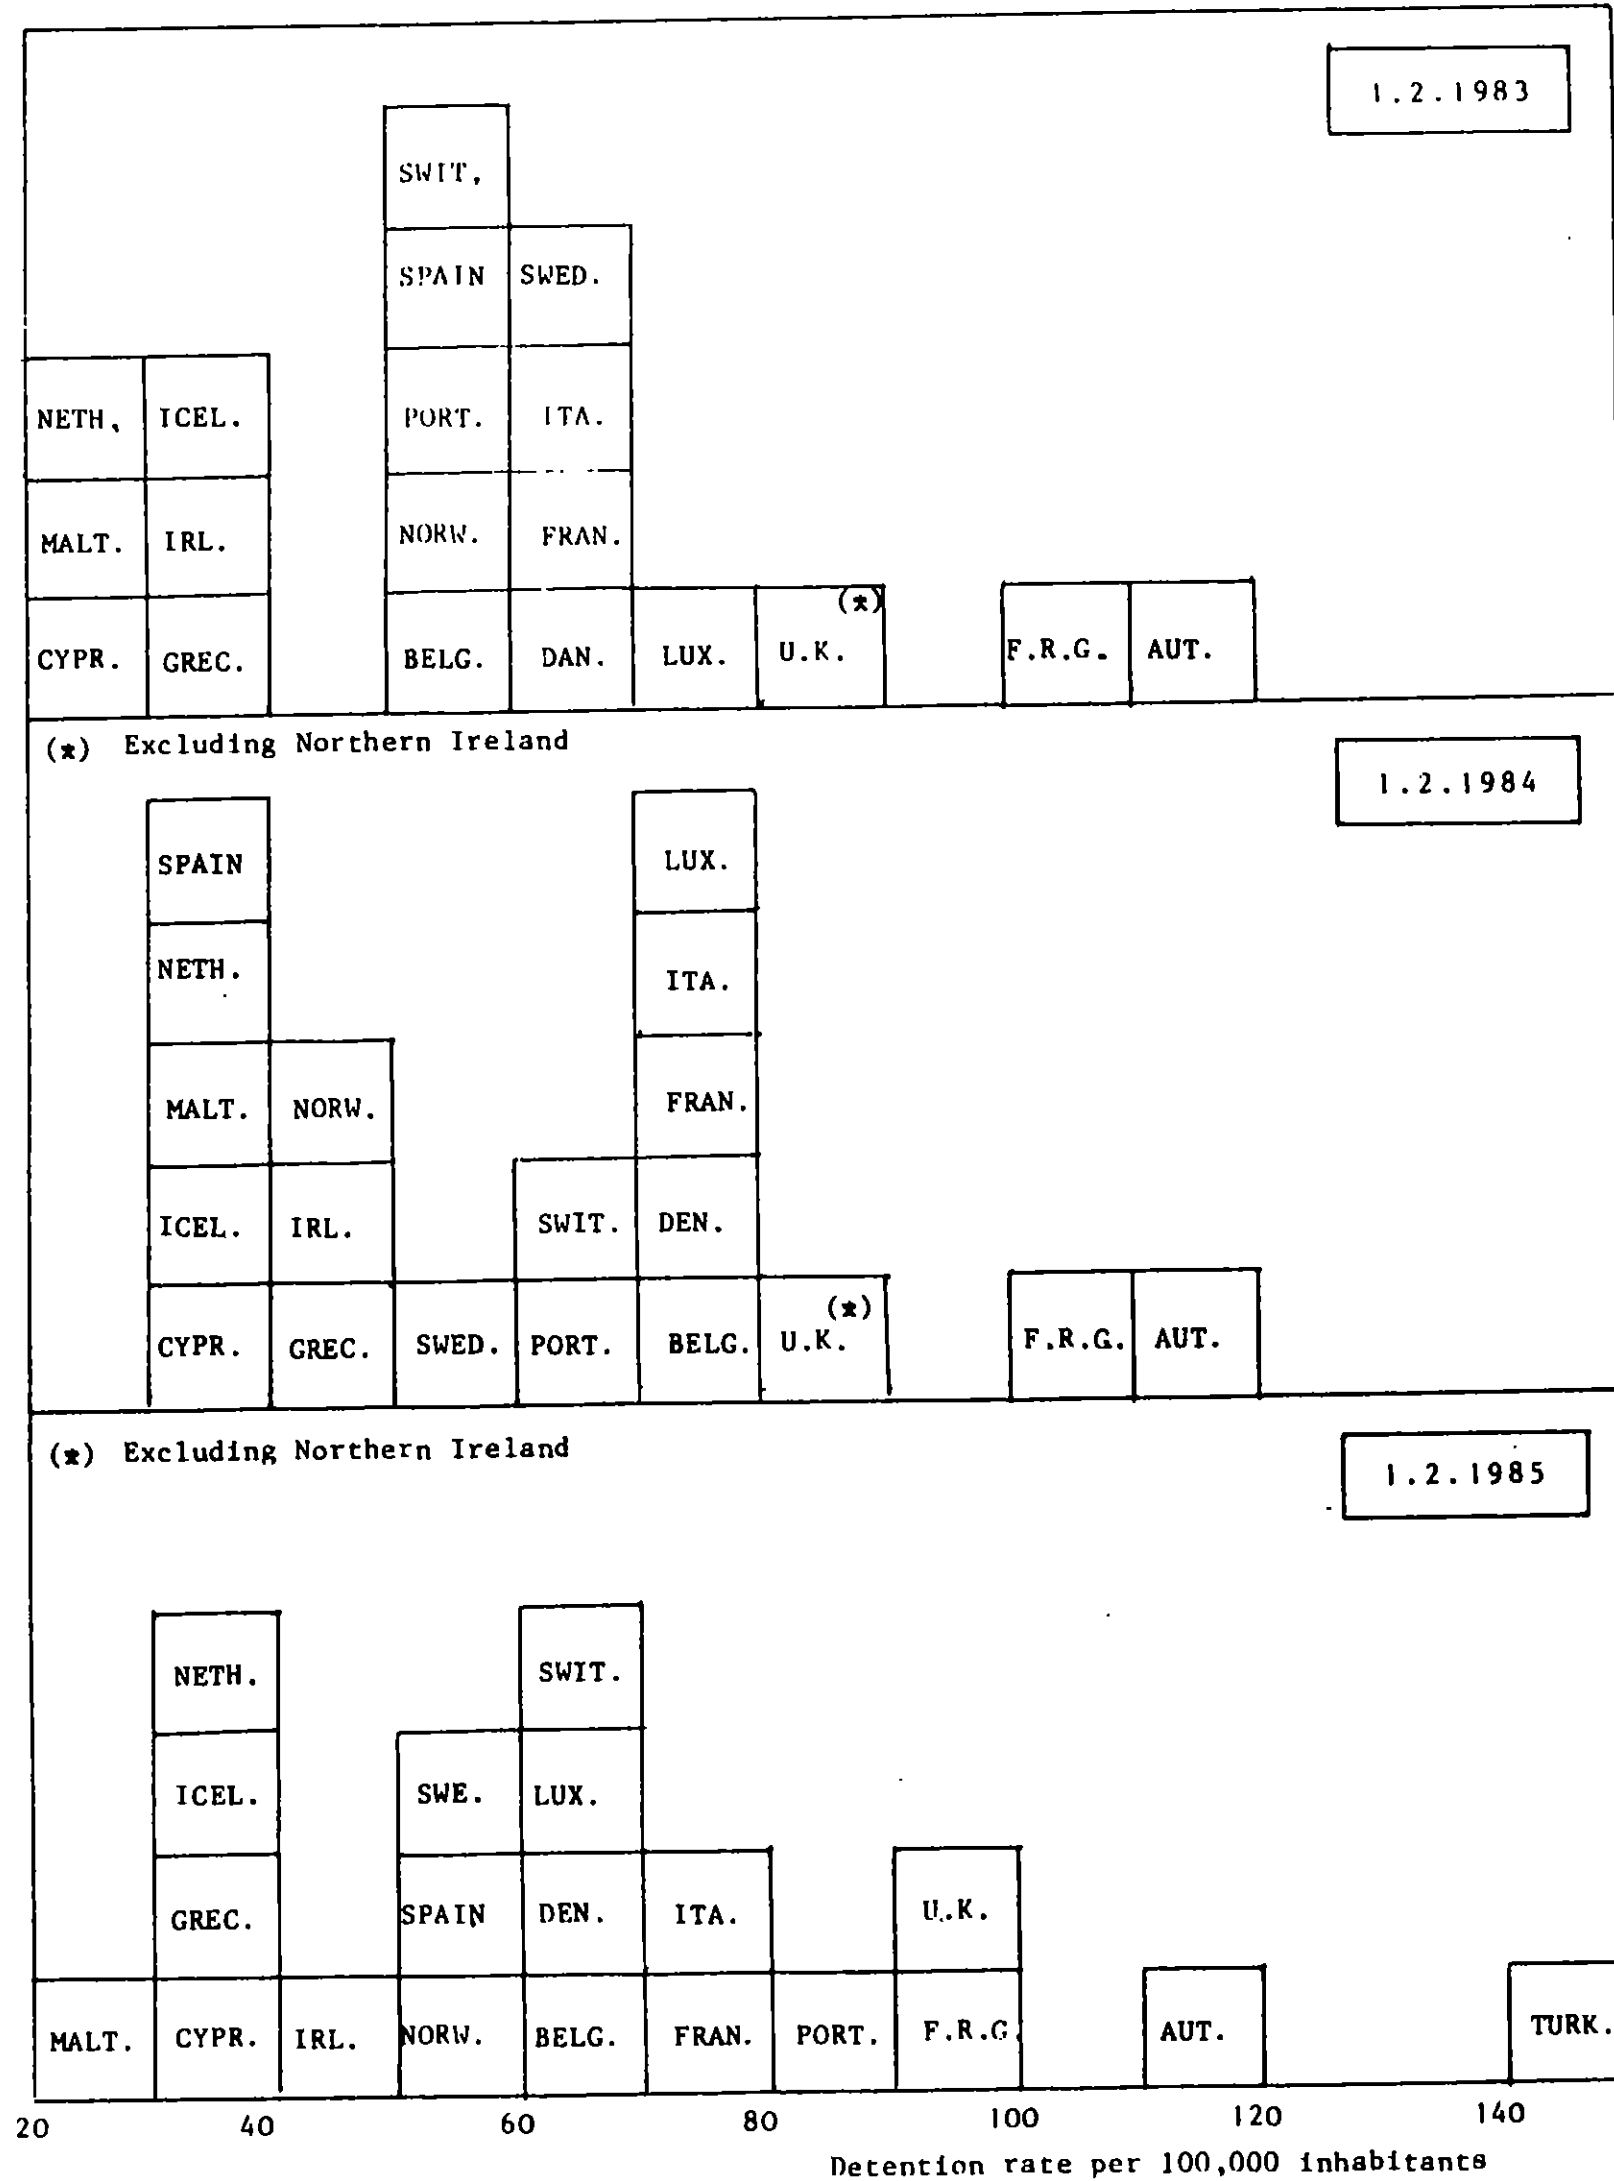 1.2.1983
SWIT,
SPAIN SWED.
NETH, ICEL. PORT. ITA.
MALT. IRL. NORW. FRAN.
(*)
CYPR. GREC. BELG. DAN. LUX. U.K. F.R.G. AUT.
(*) Excluding Northern Ireland
1.2.1984
SPAIN LUX.
NETH. ITA.
MALT. NORW. FRAN.
ICEL. IRL. SWIT. DEN.
(*)
CYPR. GREC. SWED. PORT. BELG. U.K. F.R.G. AUT.
(*) Excluding Northern Ireland
1.2.1985
NETH. SWIT.
ICEL. SWE. LUX.
GREC. SPAIN DEN. ITA. U.K.
MALT. CYPR. IRL. NORW. BELG. FRAN. PORT. F.R.G. AUT. TURK.
20 40 60 80 100 120 140
Detention rate per 100,000 inhabitants